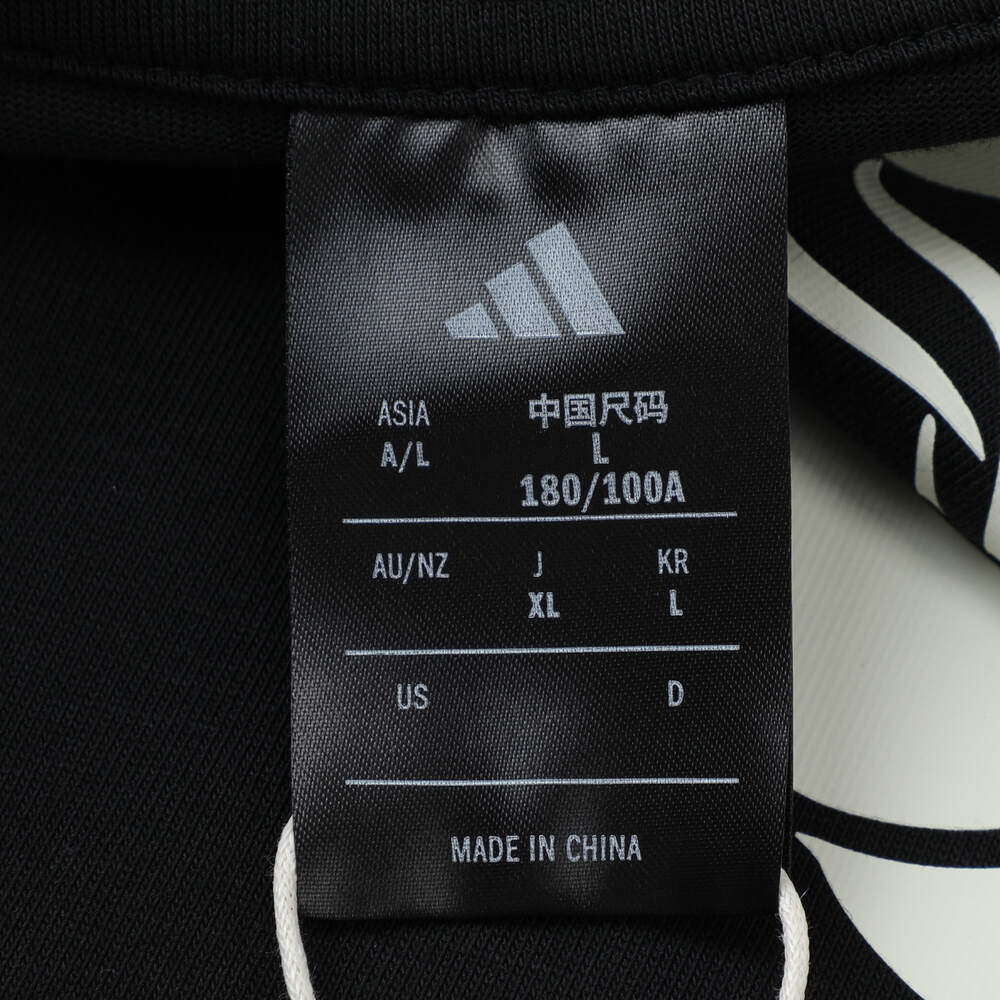 ASIA 中国尺码
A/L L
180/100A
AU/NZ J KR
XL L
US D
MADE IN CHINA